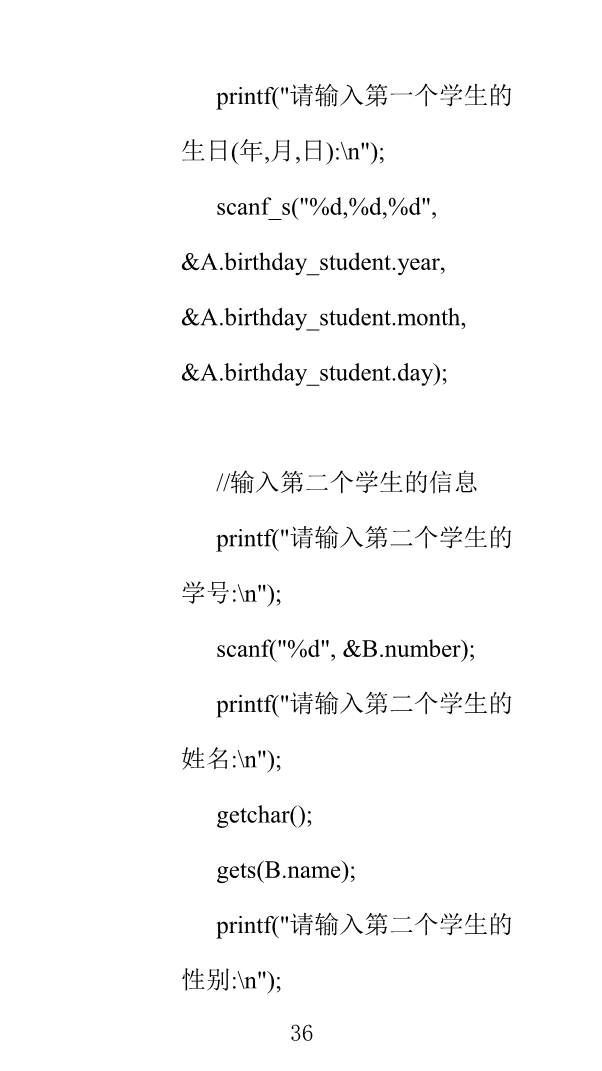 printf("请输入第一个学生的
生日(年,月,日):\n");
scanf_s("%d,%d,%d",
&A.birthday_student.year,
&A.birthday_student.month,
&A.birthday_student.day);
//输入第二个学生的信息
printf("请输入第二个学生的
学号:\n");
scanf("%d", &B.number);
printf("请输入第二个学生的
姓名:\n");
getchar();
gets(B.name);
printf("请输入第二个学生的
性别:\n");
36